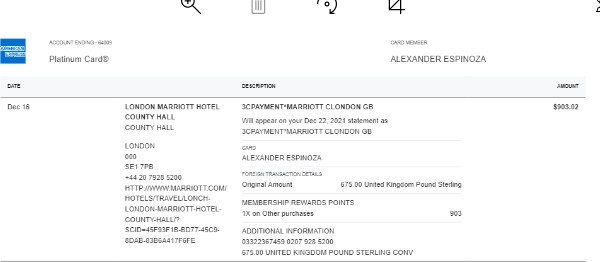 AMERICAN
EXPRESS
ACCOUNT ENDING - 64009
Platinum Card®
CARD MEMBER
ALEXANDER ESPINOZA
DATE
DESCRIPTION
AMOUNT
Dec 16
LONDON MARRIOTT HOTEL
COUNTY HALL
COUNTY HALL
LONDON
000
SE1 7PB
+44 20 7928 5200
HTTP://WWW.MARRIOTT.COM/
HOTELS/TRAVEL/LONCH-
LONDON-MARRIOTT-HOTEL-
COUNTY-HALL/?
SCID=45F93F1B-BD77-45C9-
8DAB-83B6A417F6FE
3CPAYMENT*MARRIOTT CLONDON GB
Will appear on your Dec 22, 2021 statement as
3CPAYMENT*MARRIOTT CLONDON GB
CARD
ALEXANDER ESPINOZA
FOREIGN TRANSACTION DETAILS
Original Amount 675.00 United Kingdom Pound Sterling
MEMBERSHIP REWARDS POINTS
1X on Other purchases 903
ADDITIONAL INFORMATION
03322367459 0207 928 5200
675.00 UNITED KINGDOM POUND STERLING CONV
$903.02